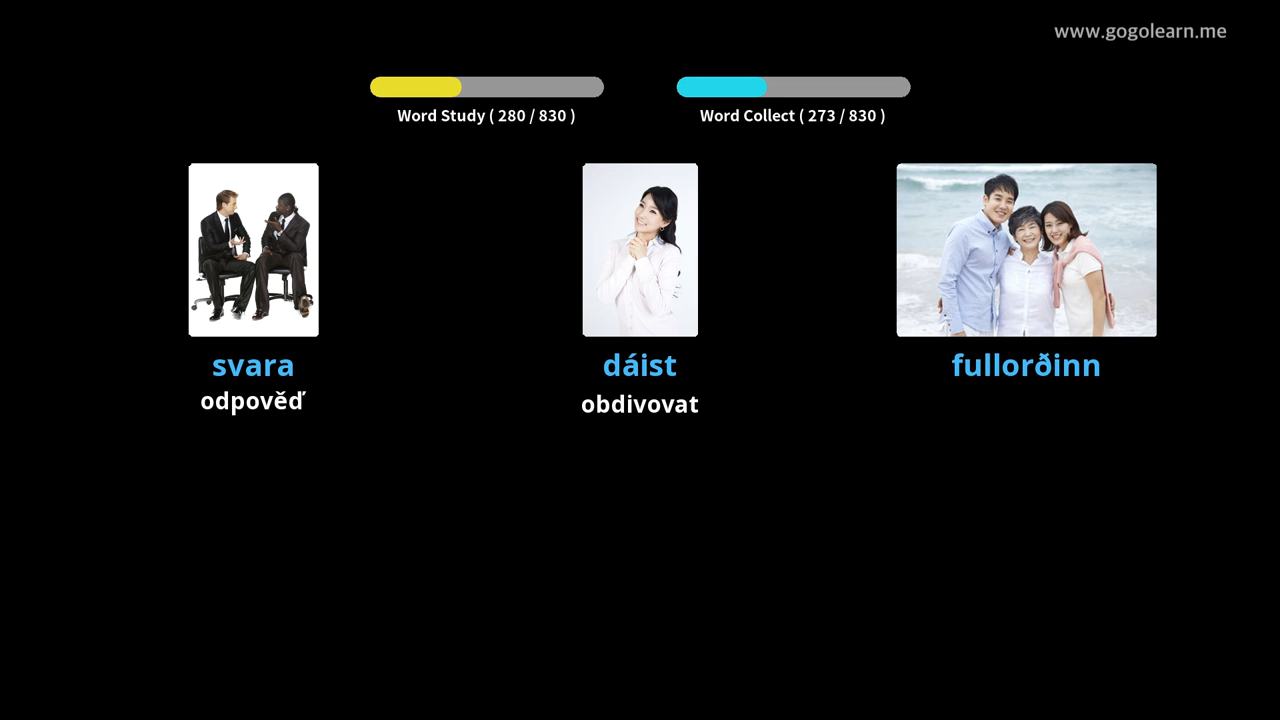 www.gogolearn.me
Word Study ( 280 / 830 )
Word Collect ( 273 / 830 )
svara
odpověď
dáist
obdivovat
fullorðinn